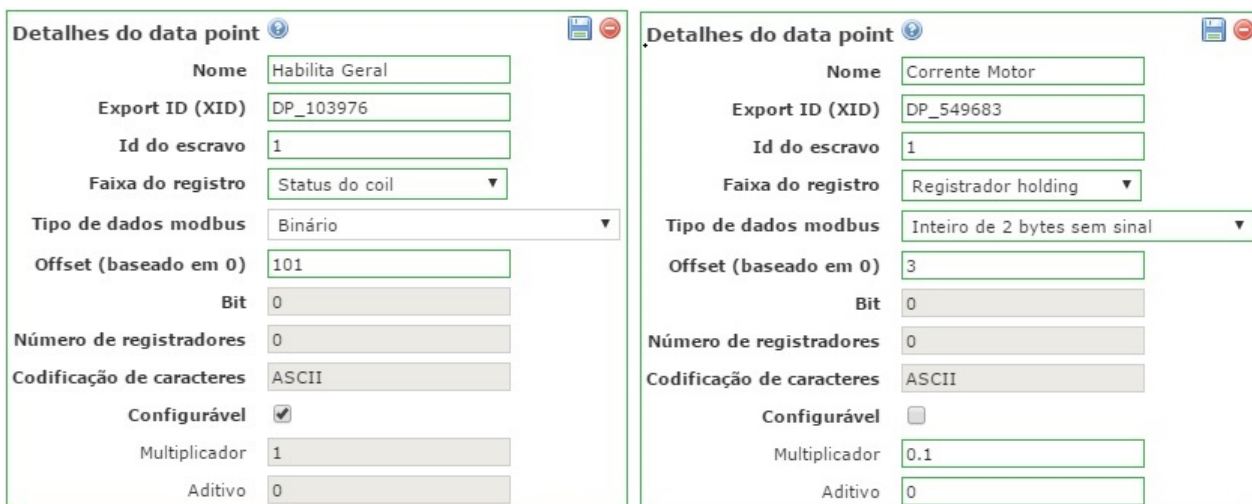 Detalhes do data point
Nome Habilita Geral
Export ID (XID) DP_103976
Id do escravo 1
Faixa do registro Status do coil
Tipo de dados modbus Binário
Offset (baseado em 0) 101
Bit 0
Número de registradores 0
Codificação de caracteres ASCII
Configurável
Multiplicador 1
Aditivo 0
Detalhes do data point
Nome Corrente Motor
Export ID (XID) DP_549683
Id do escravo 1
Faixa do registro Registrador holding
Tipo de dados modbus Inteiro de 2 bytes sem sinal
Offset (baseado em 0) 3
Bit 0
Número de registradores 0
Codificação de caracteres ASCII
Configurável
Multiplicador 0.1
Aditivo 0